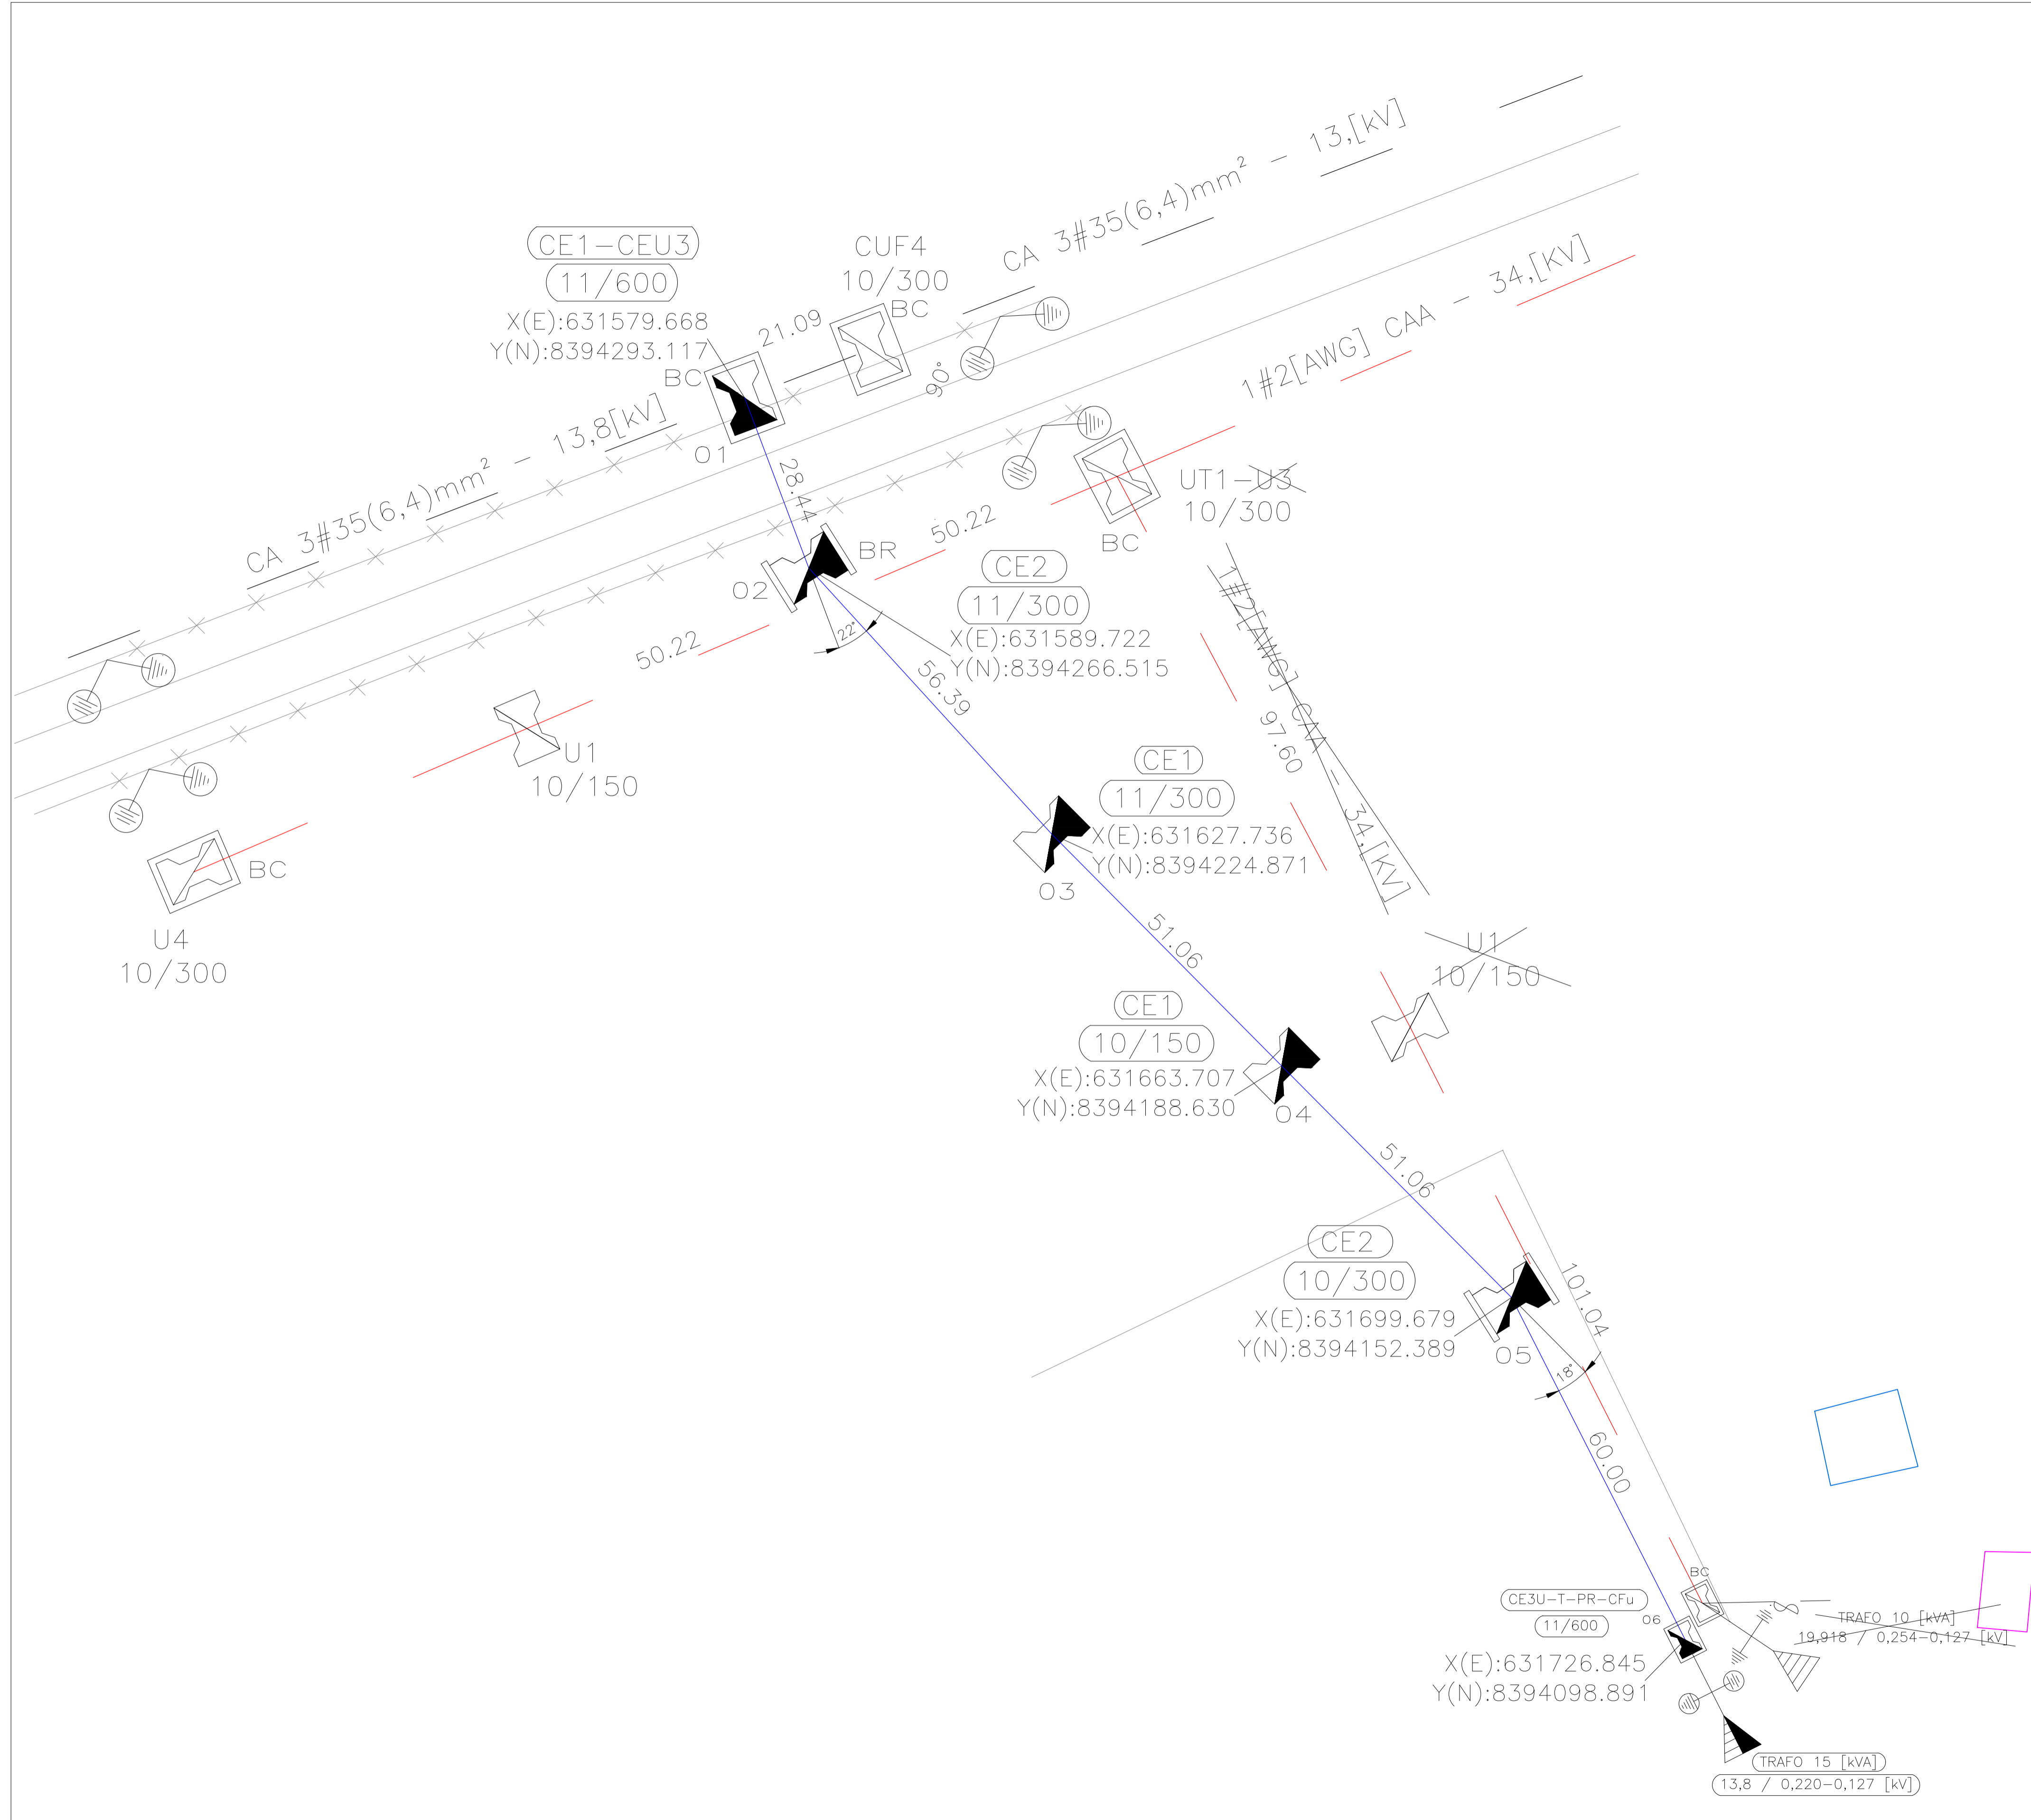 CA 3#35(6,4)mm² - 13,[kV]
CE1-CEU3
11/600
X(E):631579.668
Y(N):8394293.117
BC
01
21.09
CUF4
10/300
BC
90°
1#2[AWG] CAA - 34,[KV]
CA 3#35(6,4)mm² - 13,8[kV]
28.44
UT1-U3
10/300
BC
BR
02
50.22
CE2
11/300
X(E):631589.722
Y(N):8394266.515
22°
50.22
56.39
1#2[AWG] CAA - 34,[KV]
97.60
U1
10/150
CE1
11/300
X(E):631627.736
Y(N):8394224.871
03
BC
U4
10/300
51.06
U1
10/150
CE1
10/150
X(E):631663.707
Y(N):8394188.630
04
51.06
CE2
10/300
X(E):631699.679
Y(N):8394152.389
05
101.04
18°
60.00
BC
CE3U-T-PR-CFu
11/600
06
X(E):631726.845
Y(N):8394098.891
TRAFO 10 [kVA]
19,918 / 0,254-0,127 [kV]
TRAFO 15 [kVA]
13,8 / 0,220-0,127 [kV]